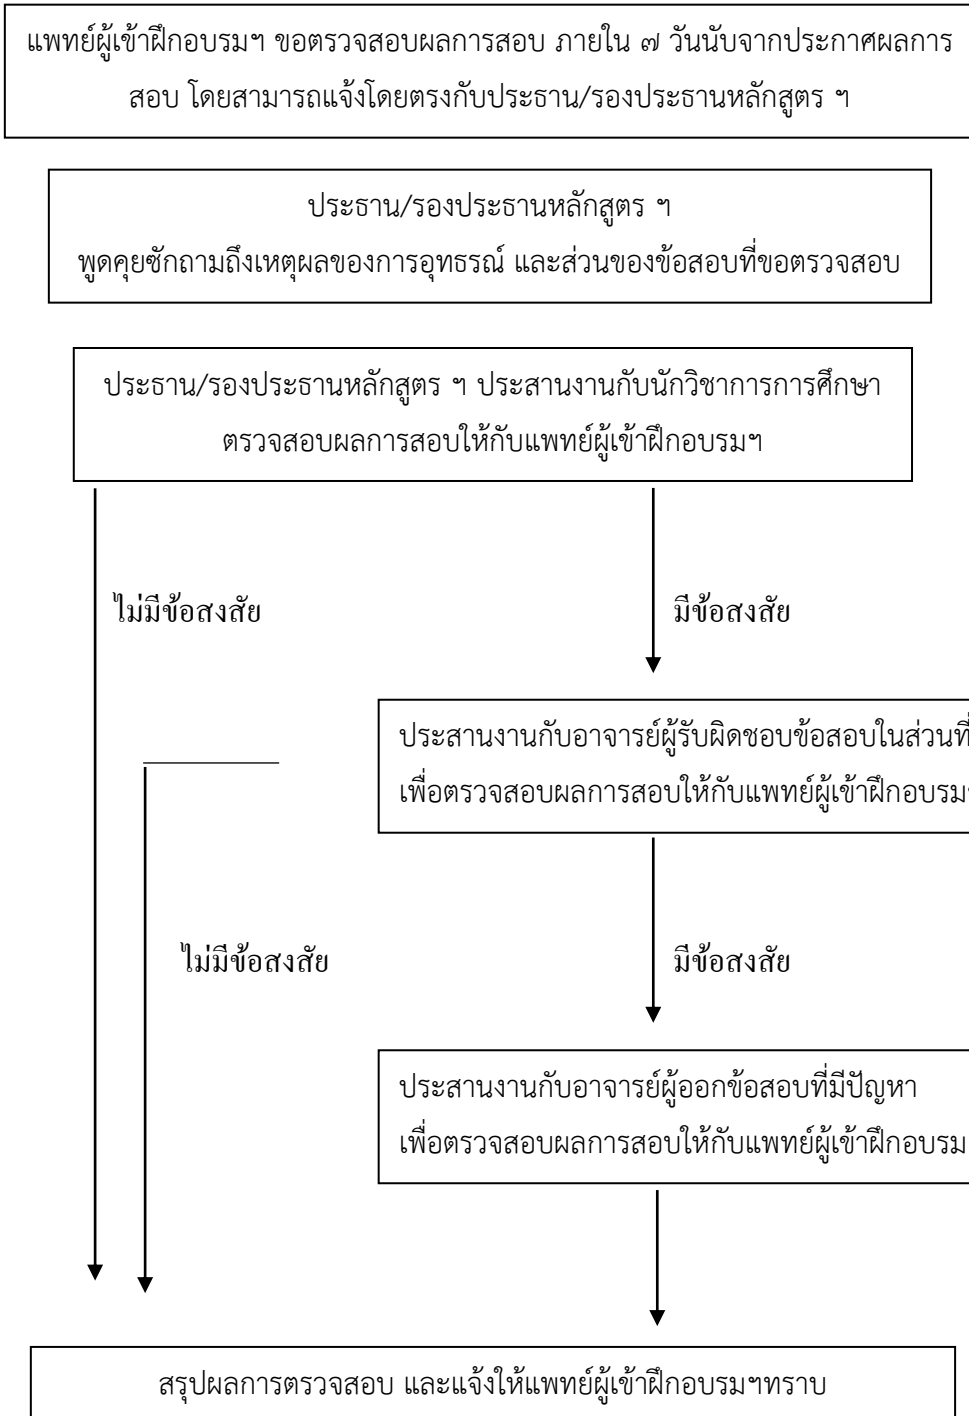 แพทย์ผู้เข้าฝึกอบรมฯ ขอตรวจสอบผลการสอบ ภายใน ๗ วันนับจากประกาศผลการ
สอบ โดยสามารถแจ้งโดยตรงกับประธาน/รองประธานหลักสูตร ฯ
ประธาน/รองประธานหลักสูตร ฯ
พูดคุยซักถามถึงเหตุผลของการอุทธรณ์ และส่วนของข้อสอบที่ขอตรวจสอบ
ประธาน/รองประธานหลักสูตร ฯ ประสานงานกับนักวิชาการการศึกษา
ตรวจสอบผลการสอบให้กับแพทย์ผู้เข้าฝึกอบรมฯ
ไม่มีข้อสงสัย
มีข้อสงสัย
ประสานงานกับอาจารย์ผู้รับผิดชอบข้อสอบในส่วนที่
เพื่อตรวจสอบผลการสอบให้กับแพทย์ผู้เข้าฝึกอบรม
ไม่มีข้อสงสัย
มีข้อสงสัย
ประสานงานกับอาจารย์ผู้ออกข้อสอบที่มีปัญหา
เพื่อตรวจสอบผลการสอบให้กับแพทย์ผู้เข้าฝึกอบรม
สรุปผลการตรวจสอบ และแจ้งให้แพทย์ผู้เข้าฝึกอบรมฯทราบ